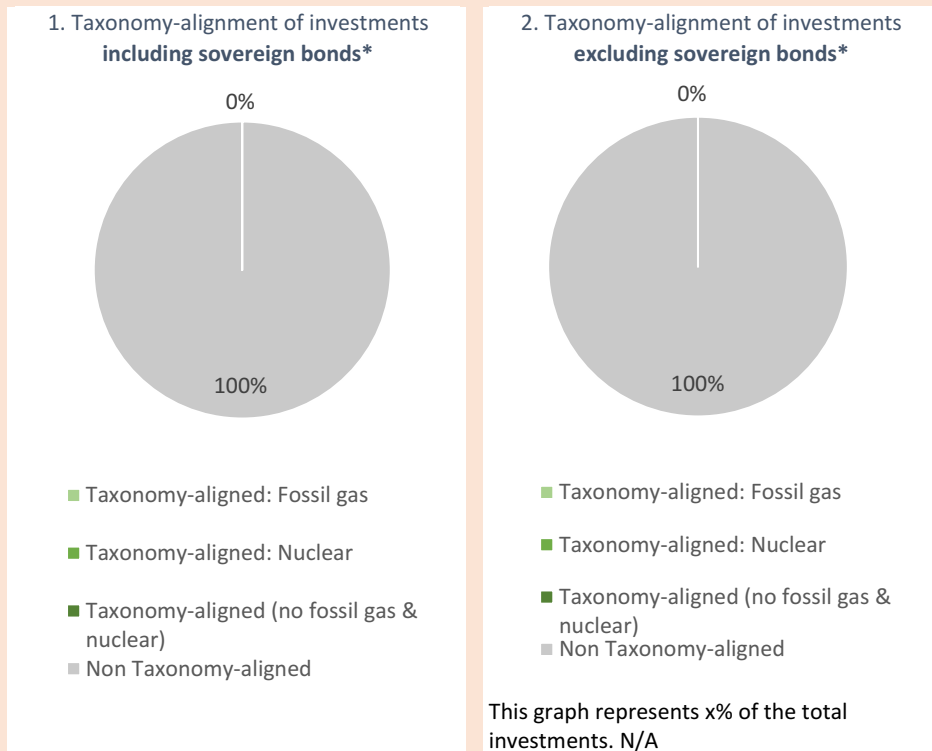 1. Taxonomy-alignment of investments
including sovereign bonds*
0%
100%
Taxonomy-aligned: Fossil gas
Taxonomy-aligned: Nuclear
Taxonomy-aligned (no fossil gas &
nuclear)
Non Taxonomy-aligned
2. Taxonomy-alignment of investments
excluding sovereign bonds*
0%
100%
Taxonomy-aligned: Fossil gas
Taxonomy-aligned: Nuclear
Taxonomy-aligned (no fossil gas &
nuclear)
Non Taxonomy-aligned
This graph represents x% of the total
investments. N/A